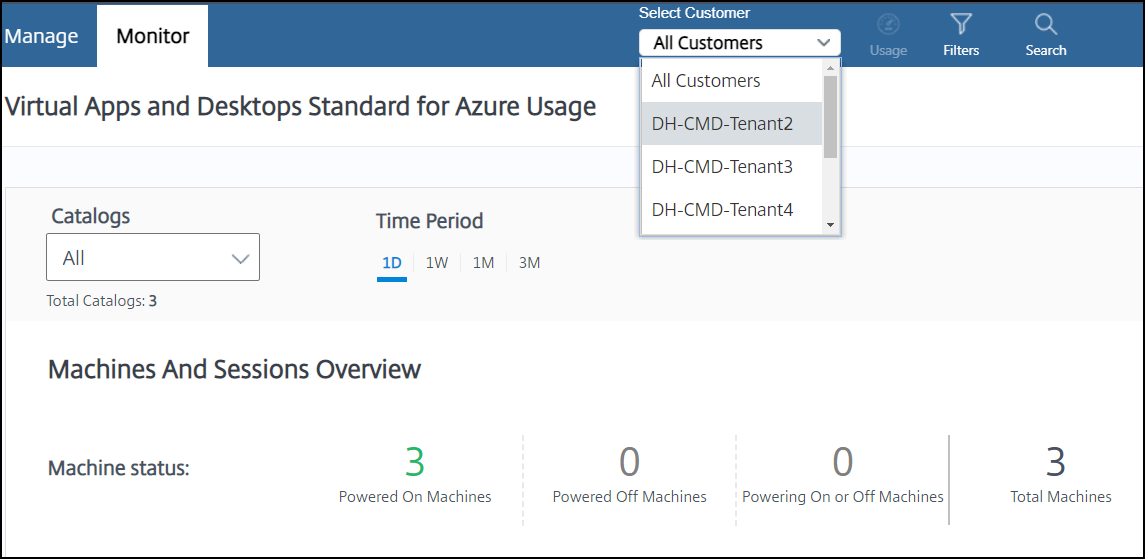 Manage
Monitor
Select Customer
All Customers
Usage
Filters
Search
All Customers
DH-CMD-Tenant2
DH-CMD-Tenant3
DH-CMD-Tenant4
Virtual Apps and Desktops Standard for Azure Usage
Catalogs
All
Total Catalogs: 3
Time Period
1D 1W 1M 3M
Machines And Sessions Overview
Machine status:
3
Powered On Machines
0
Powered Off Machines
0
Powering On or Off Machines
3
Total Machines